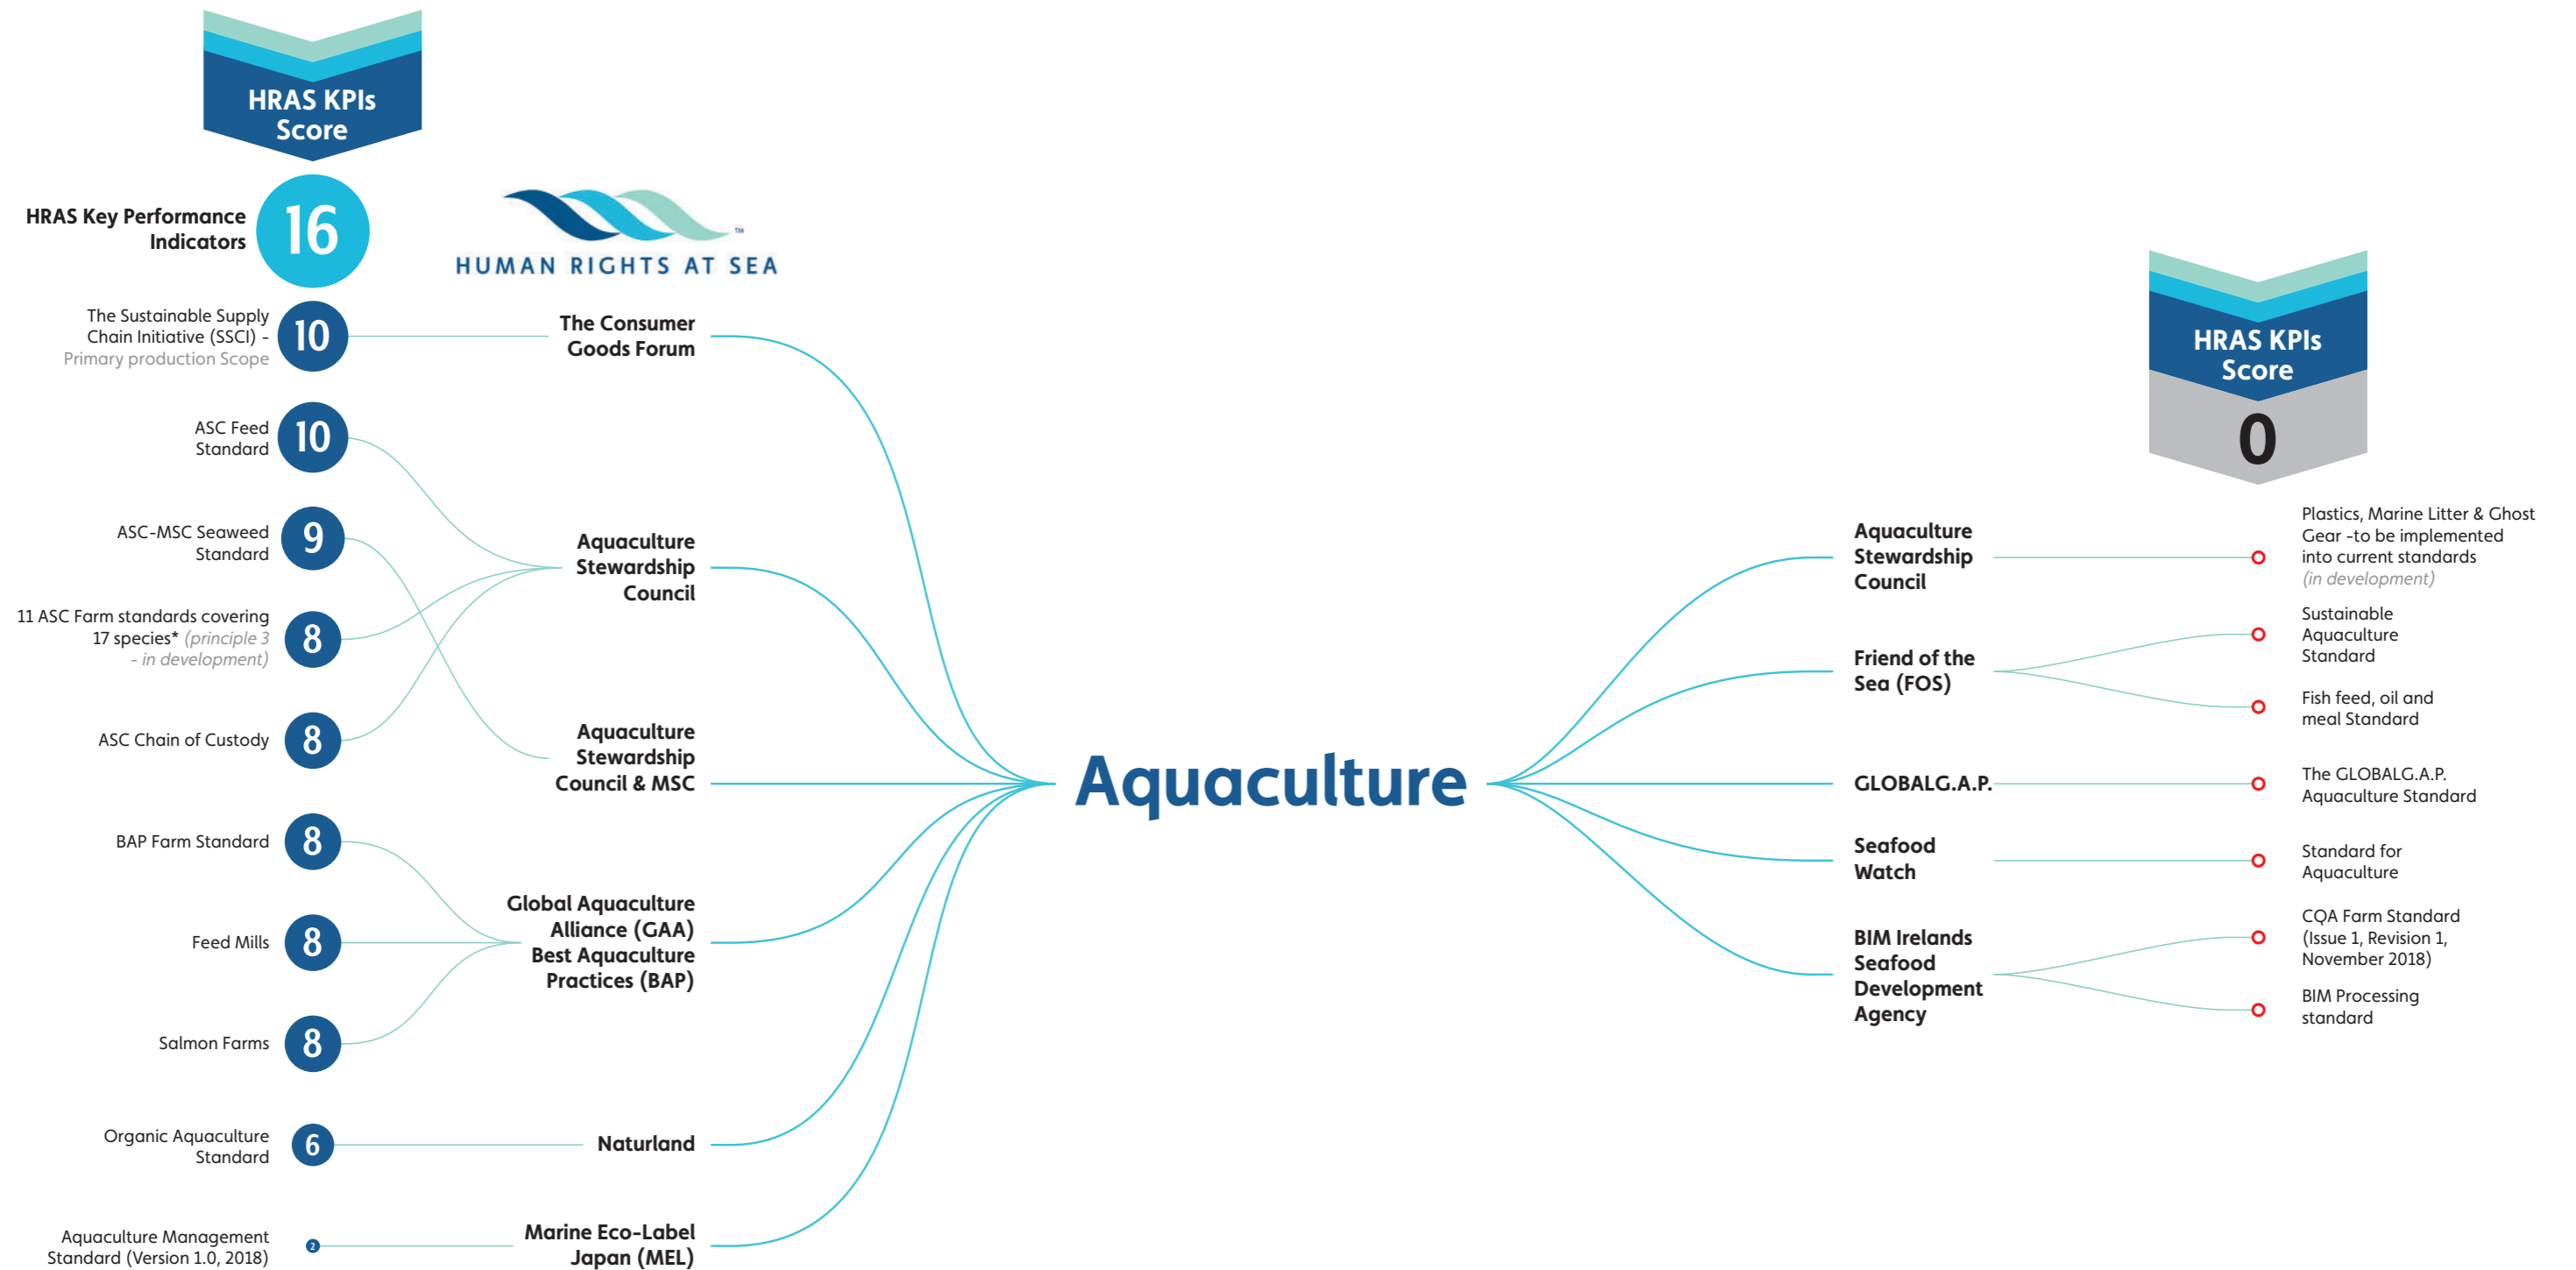 HRAS KPIs
Score
HRAS Key Performance
Indicators
16
HUMAN RIGHTS AT SEA
TM
The Sustainable Supply
Chain Initiative (SSCI) -
Primary production Scope
10
The Consumer
Goods Forum
ASC Feed
Standard
10
ASC-MSC Seaweed
Standard
9
Aquaculture
Stewardship
Council
11 ASC Farm standards covering
17 species* (principle 3
- in development)
8
ASC Chain of Custody
8
Aquaculture
Stewardship
Council & MSC
BAP Farm Standard
8
Feed Mills
8
Global Aquaculture
Alliance (GAA)
Best Aquaculture
Practices (BAP)
Salmon Farms
8
Organic Aquaculture
Standard
6
Naturland
Aquaculture Management
Standard (Version 1.0, 2018)
2
Marine Eco-Label
Japan (MEL)
Aquaculture
HRAS KPIs
Score
0
Aquaculture
Stewardship
Council
Plastics, Marine Litter & Ghost
Gear -to be implemented
into current standards
(in development)
Friend of the
Sea (FOS)
Sustainable
Aquaculture
Standard
Fish feed, oil and
meal Standard
GLOBALG.A.P.
The GLOBALG.A.P.
Aquaculture Standard
Seafood
Watch
Standard for
Aquaculture
BIM Irelands
Seafood
Development
Agency
CQA Farm Standard
(Issue 1, Revision 1,
November 2018)
BIM Processing
standard